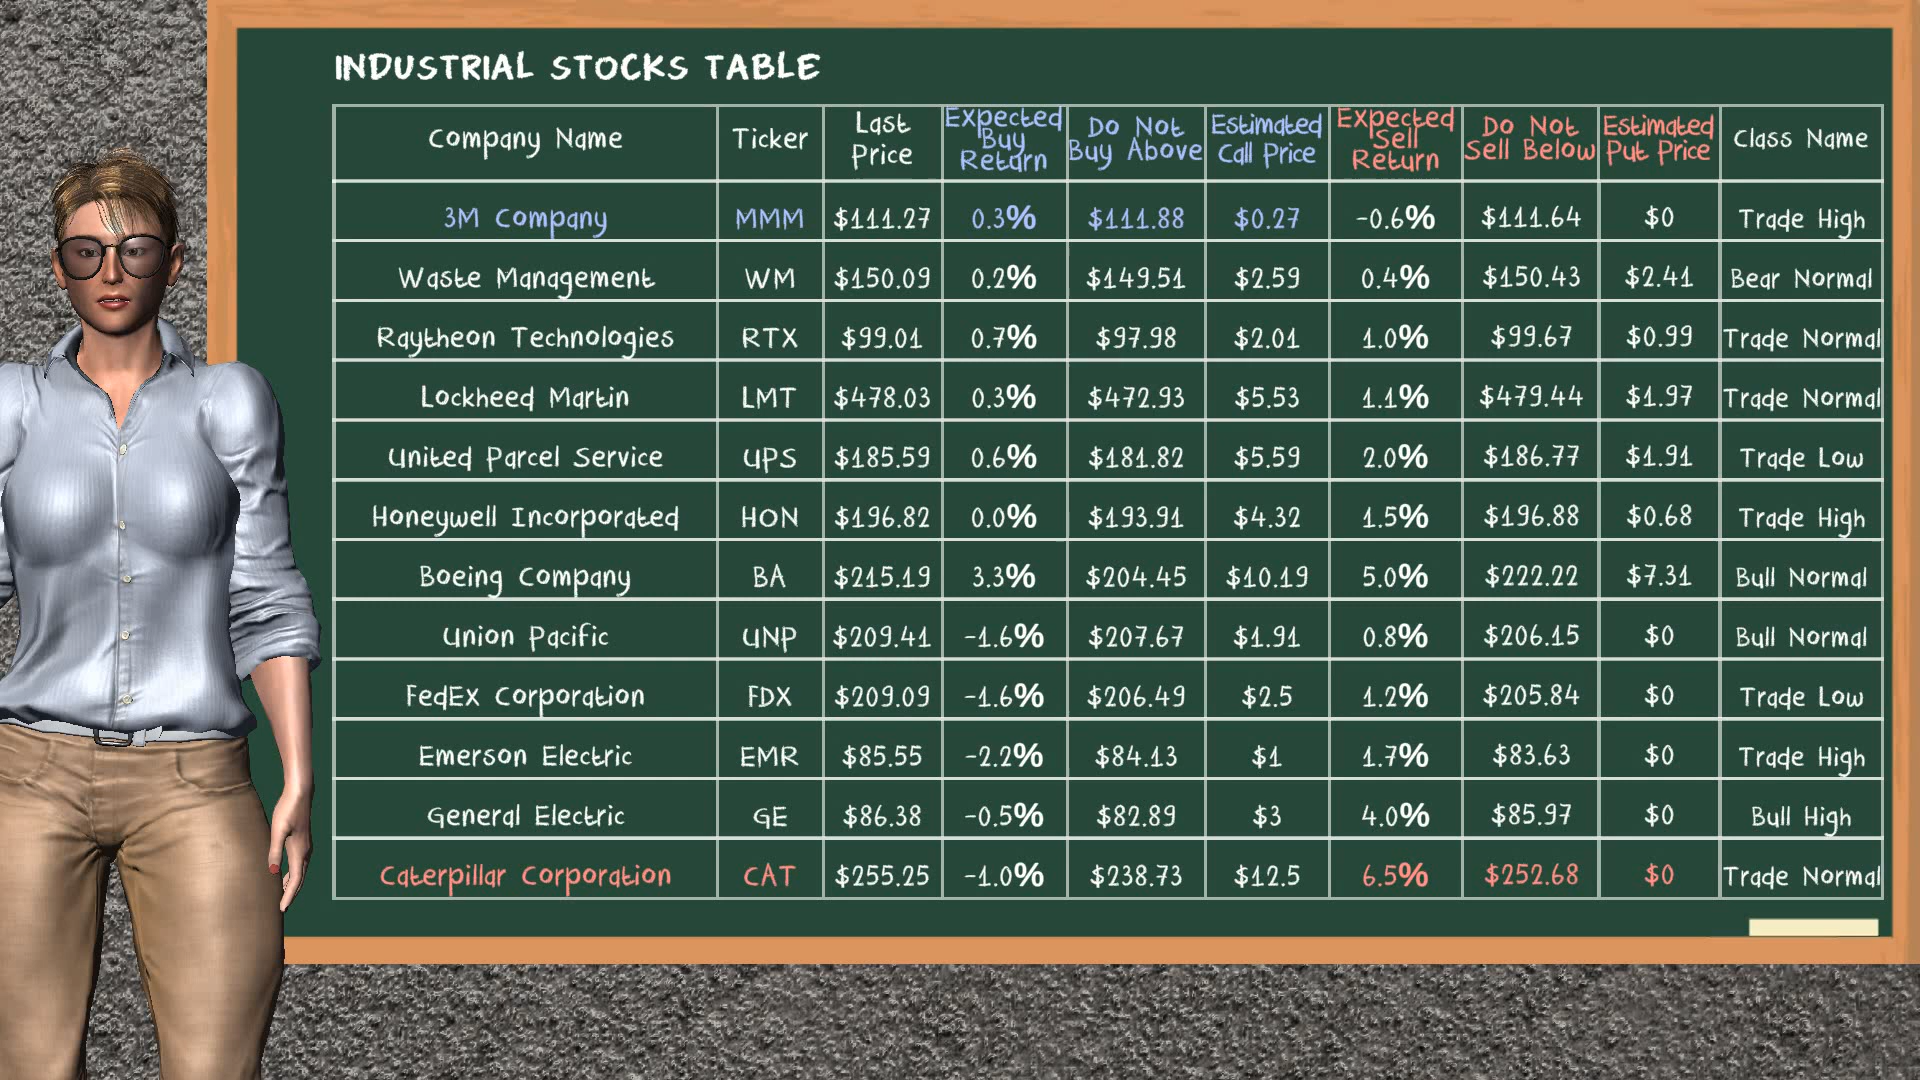 INDUSTRIAL STOCKS TABLE
Company Name Ticker Last Price Expected Buy Return Do Not Buy Above Estimated Call Price Expected Sell Return Do Not Sell Below Estimated Put Price Class Name
3M Company MMM $111.27 0.3% $111.88 $0.27 -0.6% $111.64 $0 Trade High
Waste Management WM $150.09 0.2% $149.51 $2.59 0.4% $150.43 $2.41 Bear Normal
Raytheon Technologies RTX $99.01 0.7% $97.98 $2.01 1.0% $99.67 $0.99 Trade Normal
Lockheed Martin LMT $478.03 0.3% $472.93 $5.53 1.1% $479.44 $1.97 Trade Normal
United Parcel Service UPS $185.59 0.6% $181.82 $5.59 2.0% $186.77 $1.91 Trade Low
Honeywell Incorporated HON $196.82 0.0% $193.91 $4.32 1.5% $196.88 $0.68 Trade High
Boeing Company BA $215.19 3.3% $204.45 $10.19 5.0% $222.22 $7.31 Bull Normal
Union Pacific UNP $209.41 -1.6% $207.67 $1.91 0.8% $206.15 $0 Bull Normal
FedEx Corporation FDX $209.09 -1.6% $206.49 $2.5 1.2% $205.84 $0 Trade Low
Emerson Electric EMR $85.55 -2.2% $84.13 $1 1.7% $83.63 $0 Trade High
General Electric GE $86.38 -0.5% $82.89 $3 4.0% $85.97 $0 Bull High
Caterpillar Corporation CAT $255.25 -1.0% $238.73 $12.5 6.5% $252.68 $0 Trade Normal